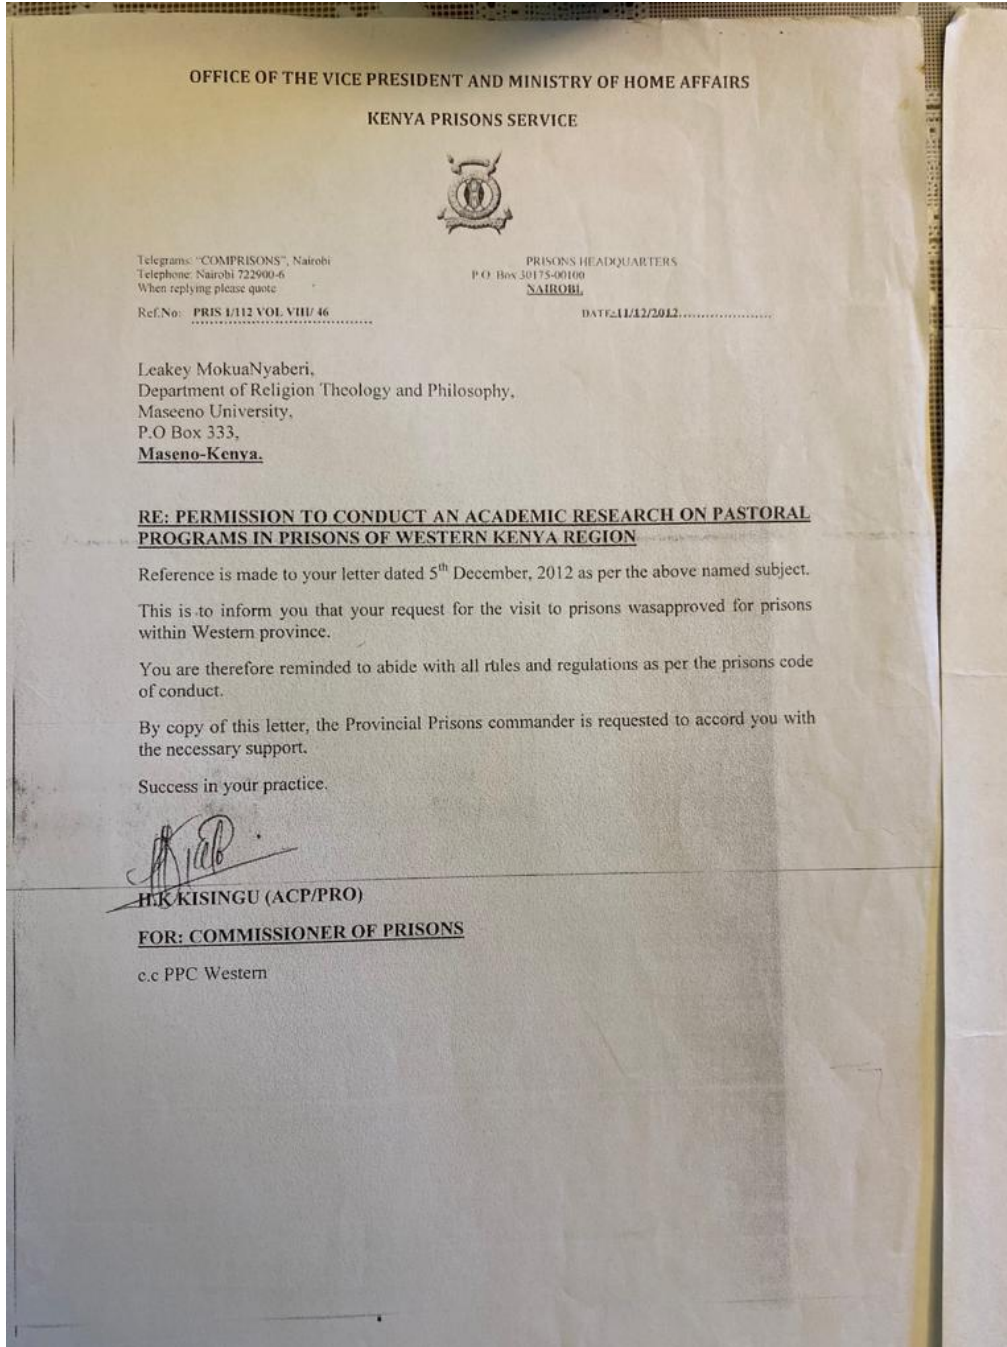 OFFICE OF THE VICE PRESIDENT AND MINISTRY OF HOME AFFAIRS
KENYA PRISONS SERVICE
Telegrams: "COMPRISONS", Nairobi
Telephone: Nairobi 722900-6
When replying please quote
Ref.No: PRIS 1/112 VOL VIII/ 46
PRISONS HEADQUARTERS
P O Box 30175-00100
NAIROBI.
DATE:11/12/2012.....................
Leakey MokuaNyaberi,
Department of Religion Theology and Philosophy,
Maseeno University,
P.O Box 333,
Maseno-Kenya.
RE: PERMISSION TO CONDUCT AN ACADEMIC RESEARCH ON PASTORAL
PROGRAMS IN PRISONS OF WESTERN KENYA REGION
Reference is made to your letter dated 5th December, 2012 as per the above named subject.
This is to inform you that your request for the visit to prisons wasapproved for prisons
within Western province.
You are therefore reminded to abide with all rules and regulations as per the prisons code
of conduct.
By copy of this letter, the Provincial Prisons commander is requested to accord you with
the necessary support.
Success in your practice.
H.K KISINGU (ACP/PRO)
FOR: COMMISSIONER OF PRISONS
c.c PPC Western